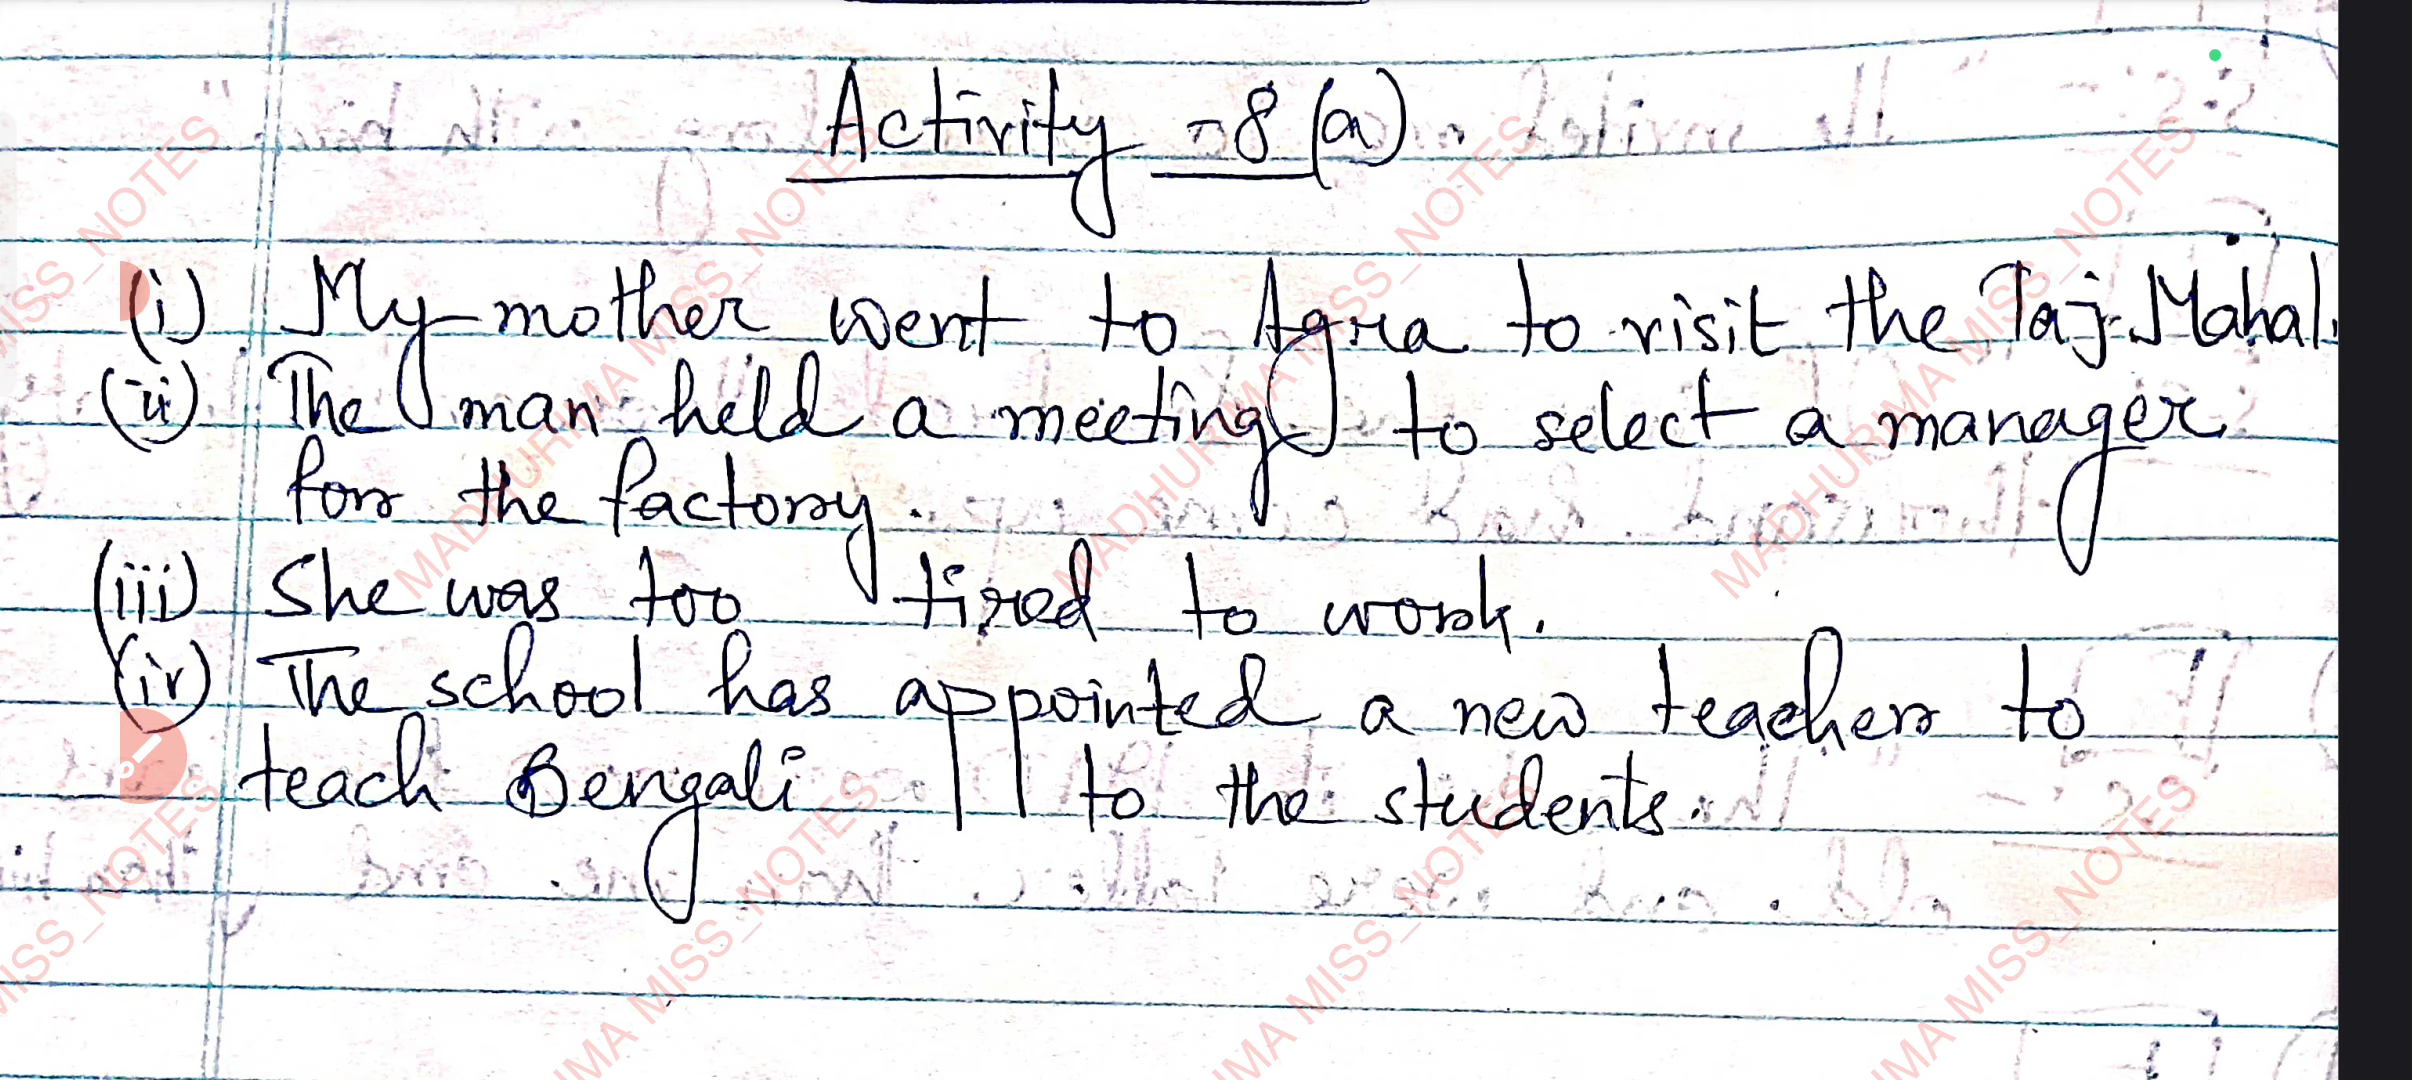 Activity -8 (a)
(i) My mother went to Agra to visit the Taj Mahal.
(ii) The man held a meeting to select a manager
for the factory.
(iii) She was too tired to work.
(iv) The school has appointed a new teacher to
teach Bengali to the students.
MADHURIMA MISS_NOTES